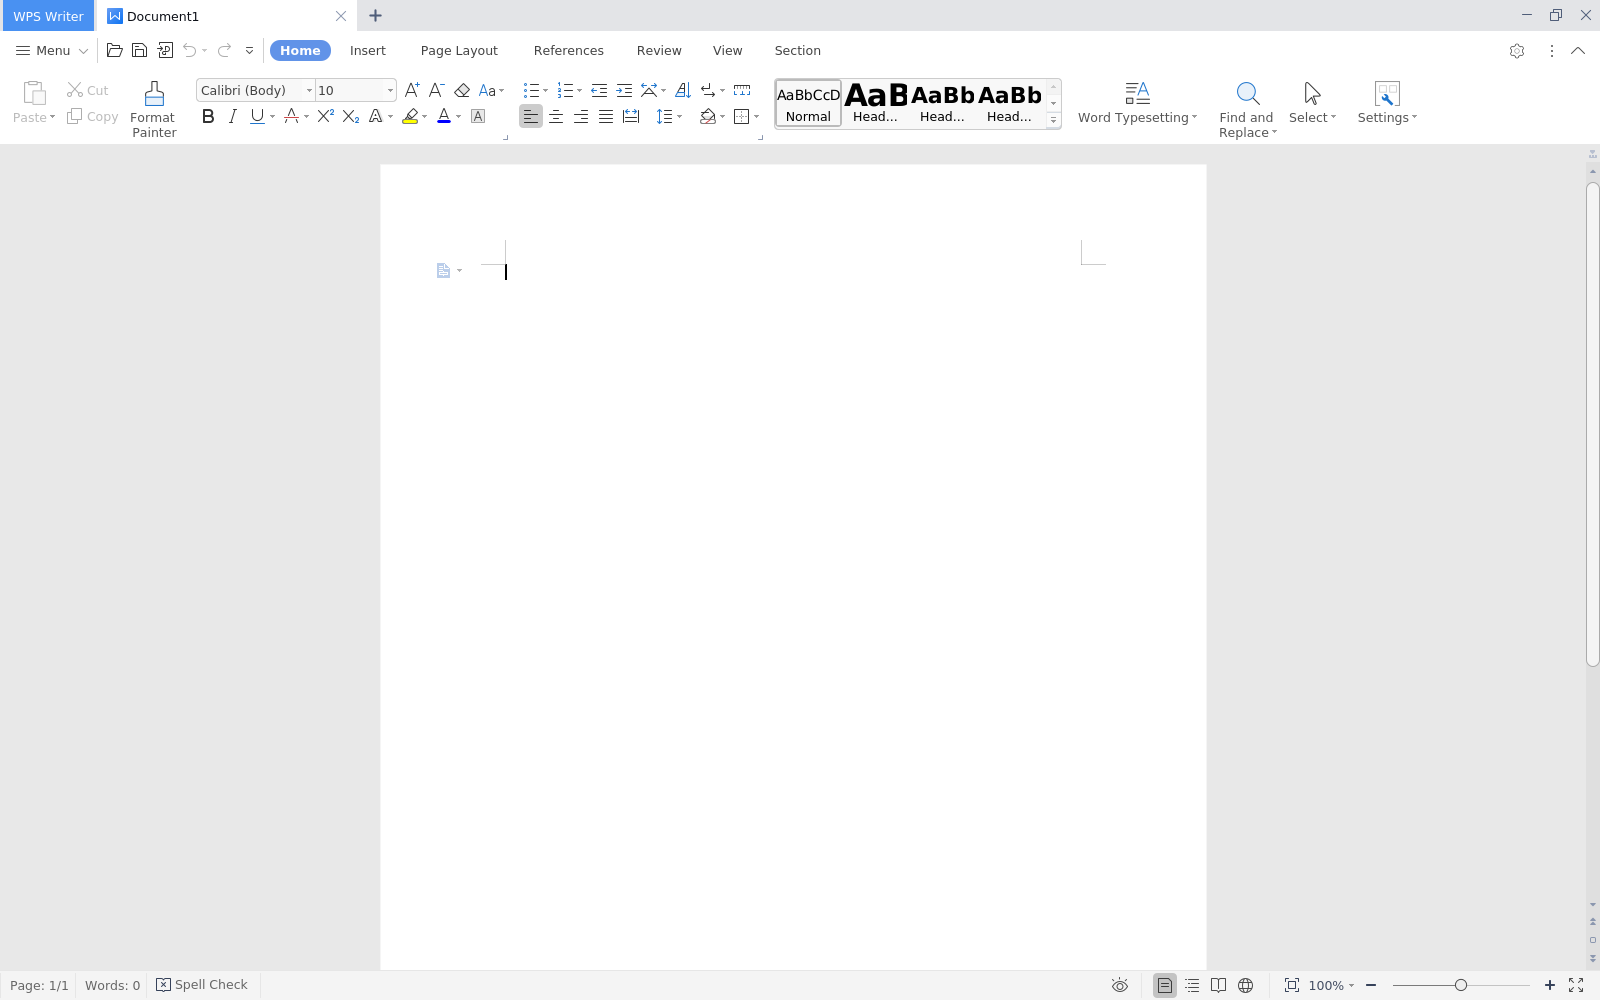 WPS Writer
Document1
Menu
Home
Insert
Page Layout
References
Review
View
Section
Paste
Cut
Copy
Format
Painter
Calibri (Body)
10
AaBbCcD
Normal
AaB
Head...
AaBb
Head...
AaBb
Head...
Word Typesetting
Find and
Replace
Select
Settings
Page: 1/1
Words: 0
Spell Check
100%